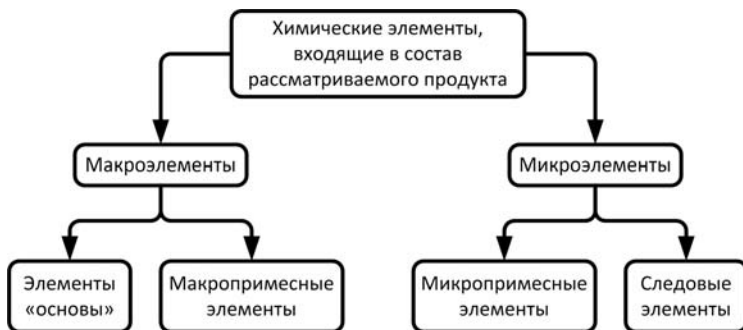 Химические элементы,
входящие в состав
рассматриваемого продукта
Макроэлементы
Микроэлементы
Элементы
«основы»
Макропримесные
элементы
Микропримесные
элементы
Следовые
элементы